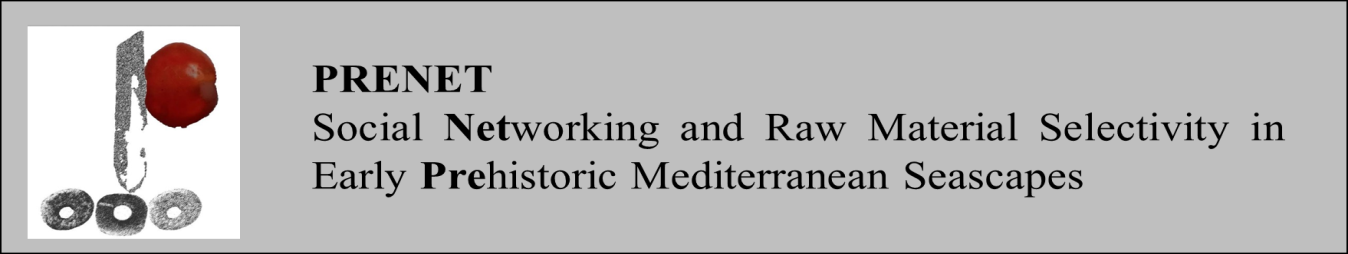 PRENET
Social Networking and Raw Material Selectivity in
Early Prehistoric Mediterranean Seascapes